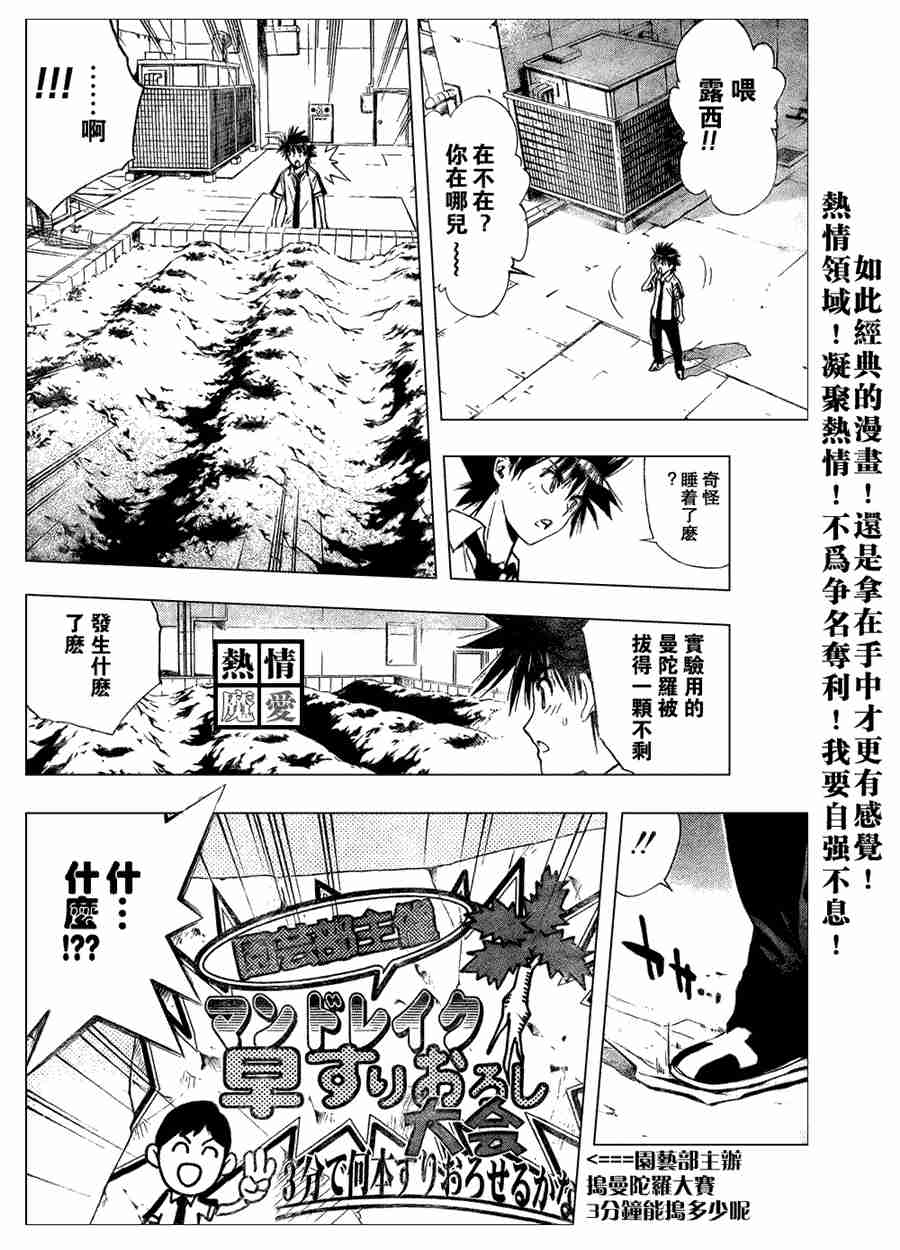 喂
露西!!
在不在?
你在哪兒~
……啊
!!!
奇怪
睡着了麽
?
實驗用的
曼陀羅被
拔得一顆不剩
發生什麽
了麽
熱情
魔愛
!!
ガサ
什…
什麼
!??
園芸部主催
マンドレイク
早すりおろし
大会
3分で何本すりおろせるかな
<===園藝部主辦
搗曼陀羅大賽
3分鐘能搗多少呢
如此經典的漫畫！還是拿在手中才更有感覺！
熱情領域！凝聚熱情！不爲争名奪利！我要自强不息！